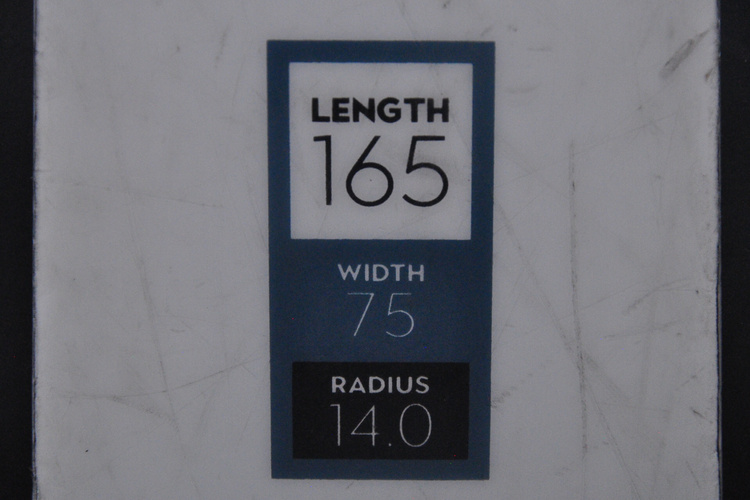 LENGTH
165
WIDTH
75
RADIUS
14.0